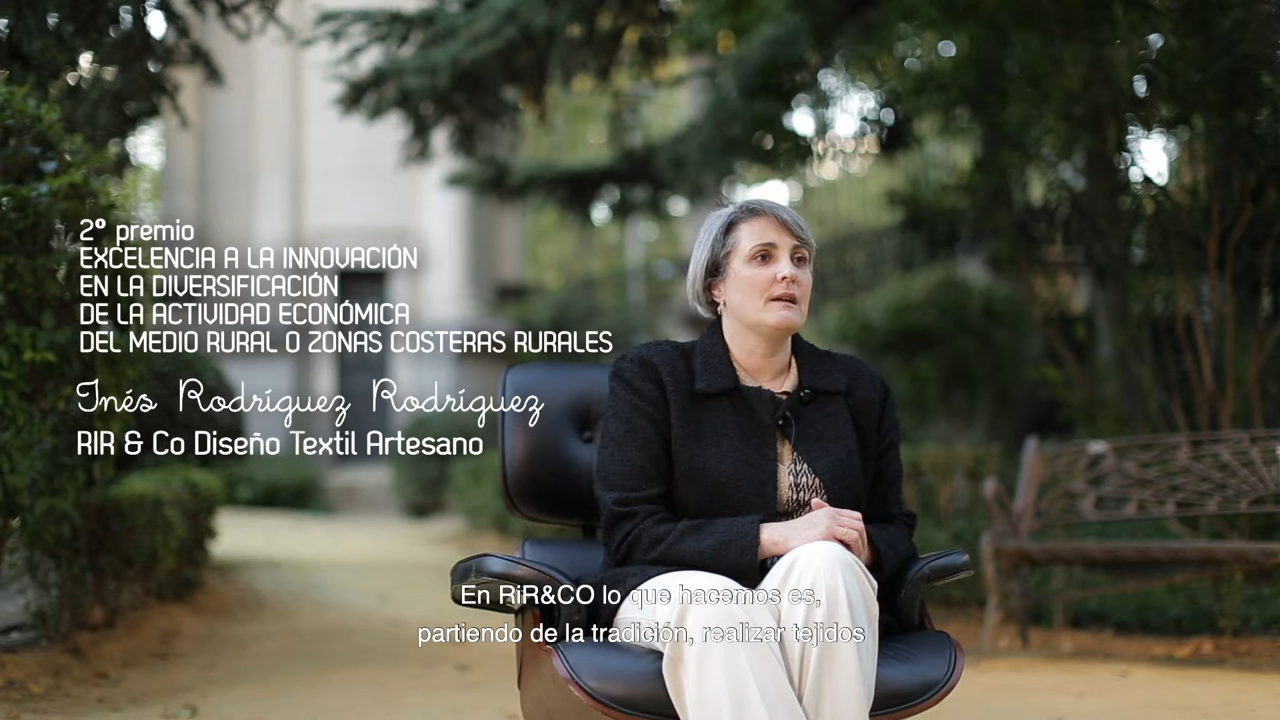 2º premio
EXCELENCIA A LA INNOVACIÓN
EN LA DIVERSIFICACIÓN
DE LA ACTIVIDAD ECONÓMICA
DEL MEDIO RURAL O ZONAS COSTERAS RURALES
Inés Rodríguez Rodríguez
RIR & Co Diseño Textil Artesano
En RiR&CO lo que hacemos es,
partiendo de la tradición, realizar tejidos